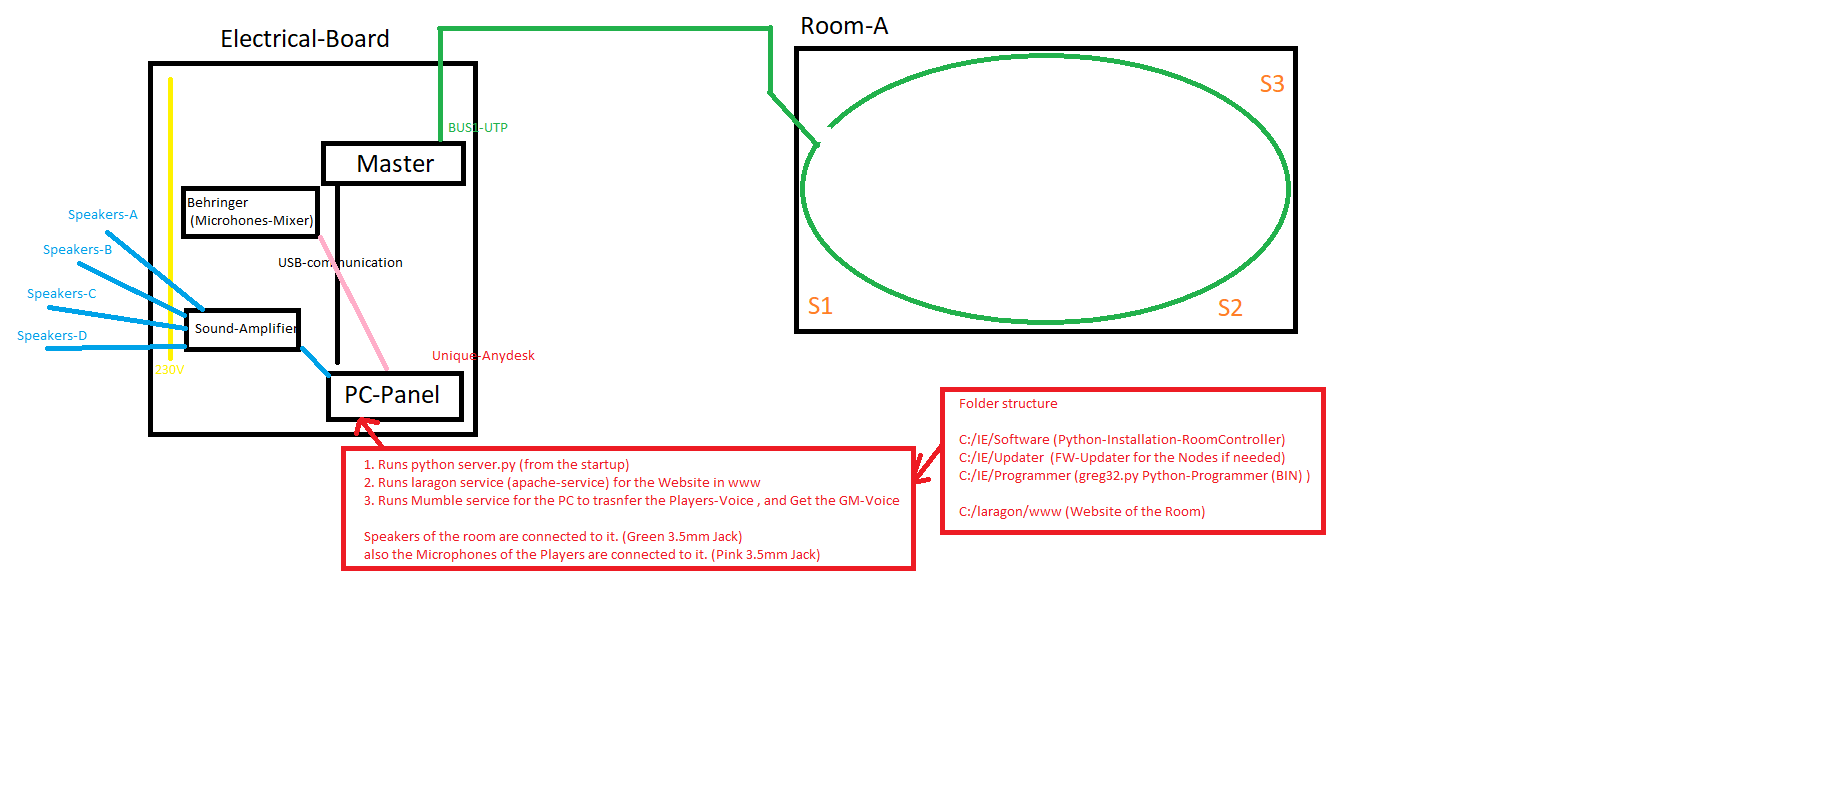 Electrical-Board
Room-A
S3
BUS1-UTP
Master
Behringer
(Microhones-Mixer)
Speakers-A
Speakers-B
USB-communication
Speakers-C
Sound-Amplifier
Speakers-D
S1
S2
Unique-Anydesk
230V
PC-Panel
1. Runs python server.py (from the startup)
2. Runs laragon service (apache-service) for the Website in www
3. Runs Mumble service for the PC to trasnfer the Players-Voice , and Get the GM-Voice
Speakers of the room are connected to it. (Green 3.5mm Jack)
also the Microphones of the Players are connected to it. (Pink 3.5mm Jack)
Folder structure
C:/IE/Software (Python-Installation-RoomController)
C:/IE/Updater (FW-Updater for the Nodes if needed)
C:/IE/Programmer (greg32.py Python-Programmer (BIN) )
C:/laragon/www (Website of the Room)